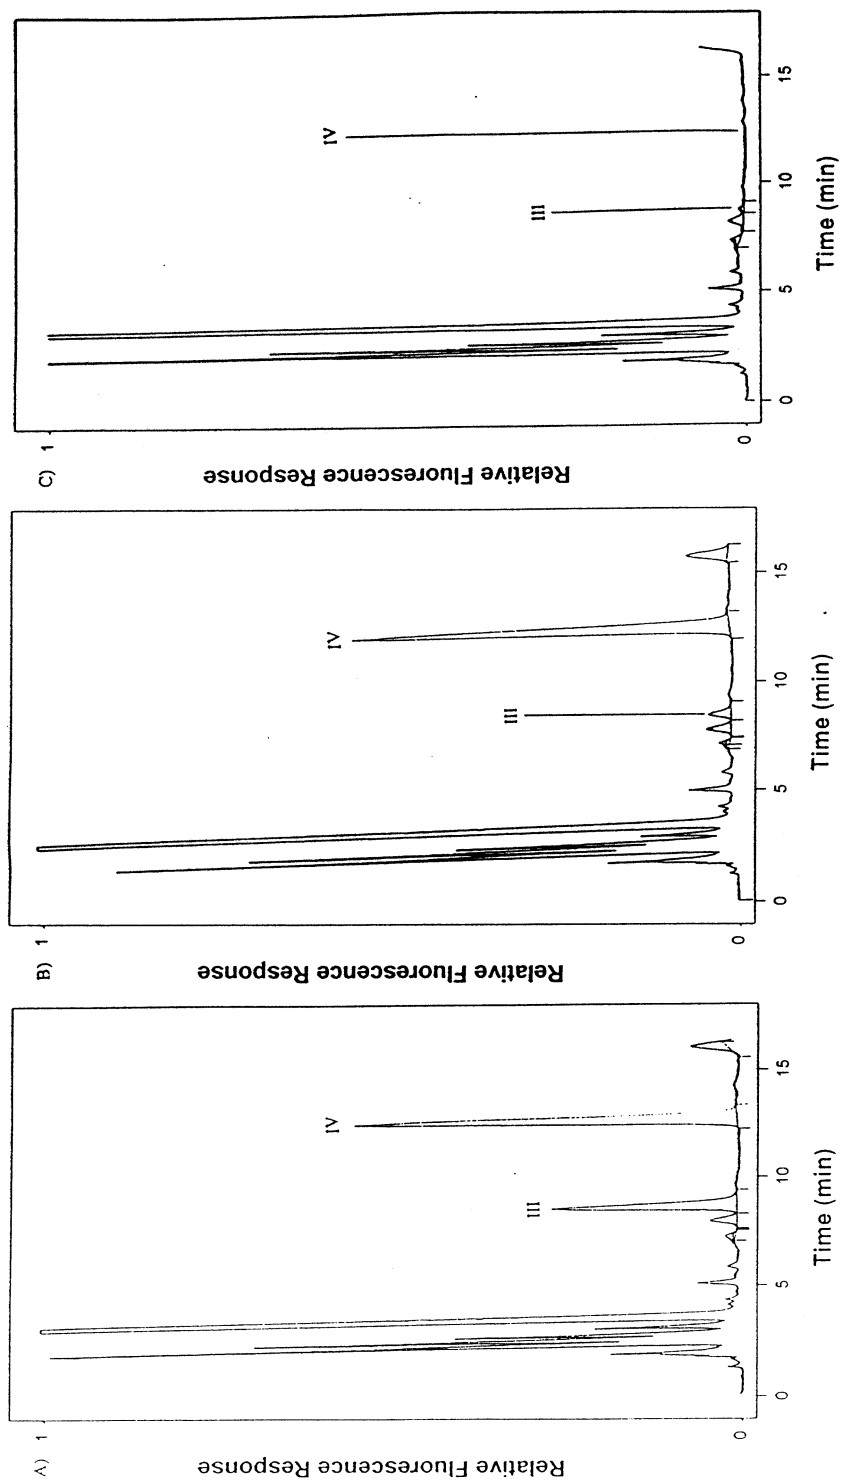 A)
Relative Fluorescence Response
1
0
III
IV
0
5
10
15
Time (min)
B)
Relative Fluorescence Response
1
0
III
IV
0
5
10
15
Time (min)
C)
Relative Fluorescence Response
1
0
III
IV
0
5
10
15
Time (min)